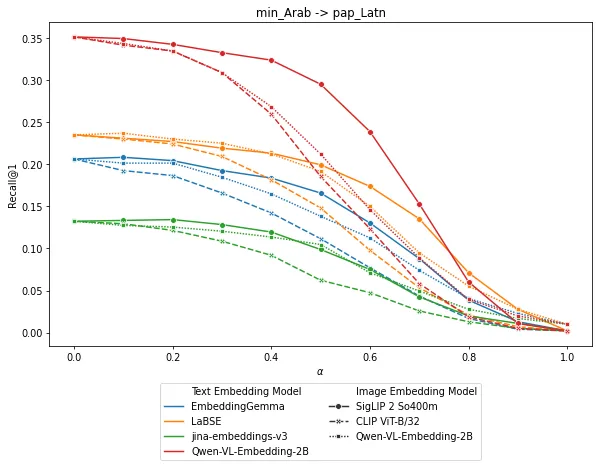 min_Arab -> pap_Latn
Recall@1
0.35
0.30
0.25
0.20
0.15
0.10
0.05
0.00
0.0 0.2 0.4 0.6 0.8 1.0
α
Text Embedding Model Image Embedding Model
EmbeddingGemma SigLIP 2 So400m
LaBSE CLIP ViT-B/32
jina-embeddings-v3 Qwen-VL-Embedding-2B
Qwen-VL-Embedding-2B